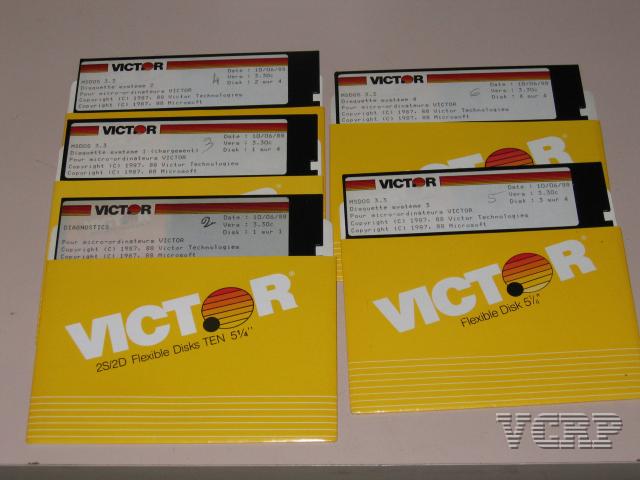 VICTOR
MSDOS 3.3
Disquette système 2
Pour micro-ordinateurs VICTOR
Copyright (C) 1987, 88 Victor Technologies
Copyright (C) 1987, 88 Microsoft
4
Date : 10/06/88
Vers : 3.30c
Disk : 2 sur 4
VICTOR
MSDOS 3.3
Disquette système 1 (chargement)
Pour micro-ordinateurs VICTOR
Copyright (C) 1987, 88 Victor Technologies
Copyright (C) 1987, 88 Microsoft
3
Date : 10/06/88
Vers : 3.30c
Disk : 1 sur 4
VICTOR
DIAGNOSTICS
Pour micro-ordinateurs VICTOR
Copyright (C) 1987, 88 Victor Technologies
Copyright (C) 1987, 88 Microsoft
2
Date : 10/06/88
Vers : 3.30c
Disk : 1 sur 1
VICTOR®
2S/2D Flexible Disks TEN 5¼"
VICTOR
MSDOS 3.3
Disquette système 4
Pour micro-ordinateurs VICTOR
Copyright (C) 1987, 88 Victor Technologies
Copyright (C) 1987, 88 Microsoft
6
Date : 10/06/88
Vers : 3.30c
Disk : 4 sur 4
VICTOR
VICTOR
MSDOS 3.3
Disquette système 3
Pour micro-ordinateurs VICTOR
Copyright (C) 1987, 88 Victor Technologies
Copyright (C) 1987, 88 Microsoft
5
Date : 10/06/88
Vers : 3.30c
Disk : 3 sur 4
VICTOR®
Flexible Disk 5¼"
VCRP